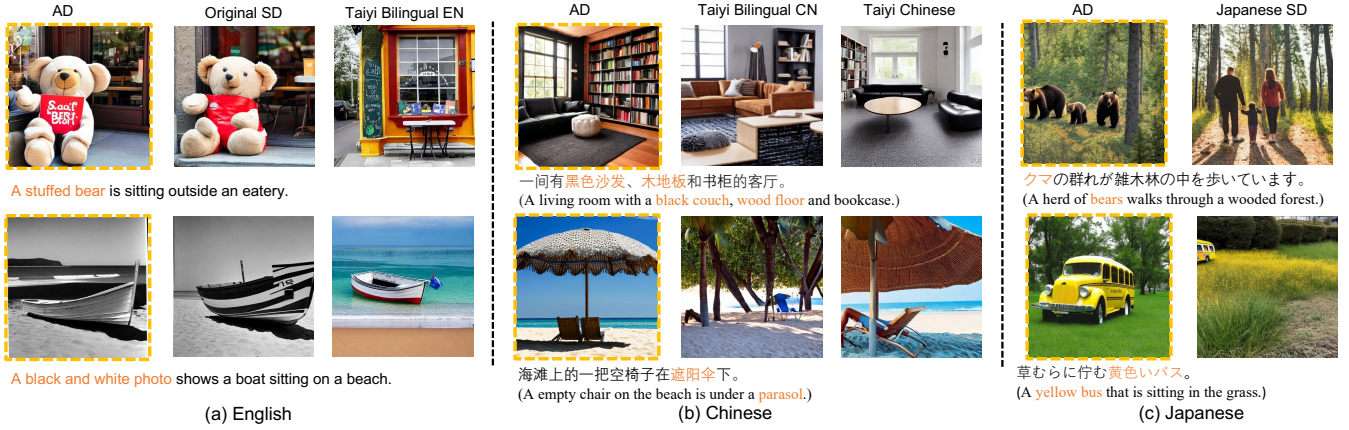 AD
Original SD
Taiyi Bilingual EN
A stuffed bear is sitting outside an eatery.
A black and white photo shows a boat sitting on a beach.
(a) English
AD
Taiyi Bilingual CN
Taiyi Chinese
一间有黑色沙发、木地板和书柜的客厅。
(A living room with a black couch, wood floor and bookcase.)
海滩上的一把空椅子在遮阳伞下。
(A empty chair on the beach is under a parasol.)
(b) Chinese
AD
Japanese SD
クマの群れが雑木林の中を歩いています。
(A herd of bears walks through a wooded forest.)
草むらに佇む黄色いバス。
(A yellow bus that is sitting in the grass.)
(c) Japanese